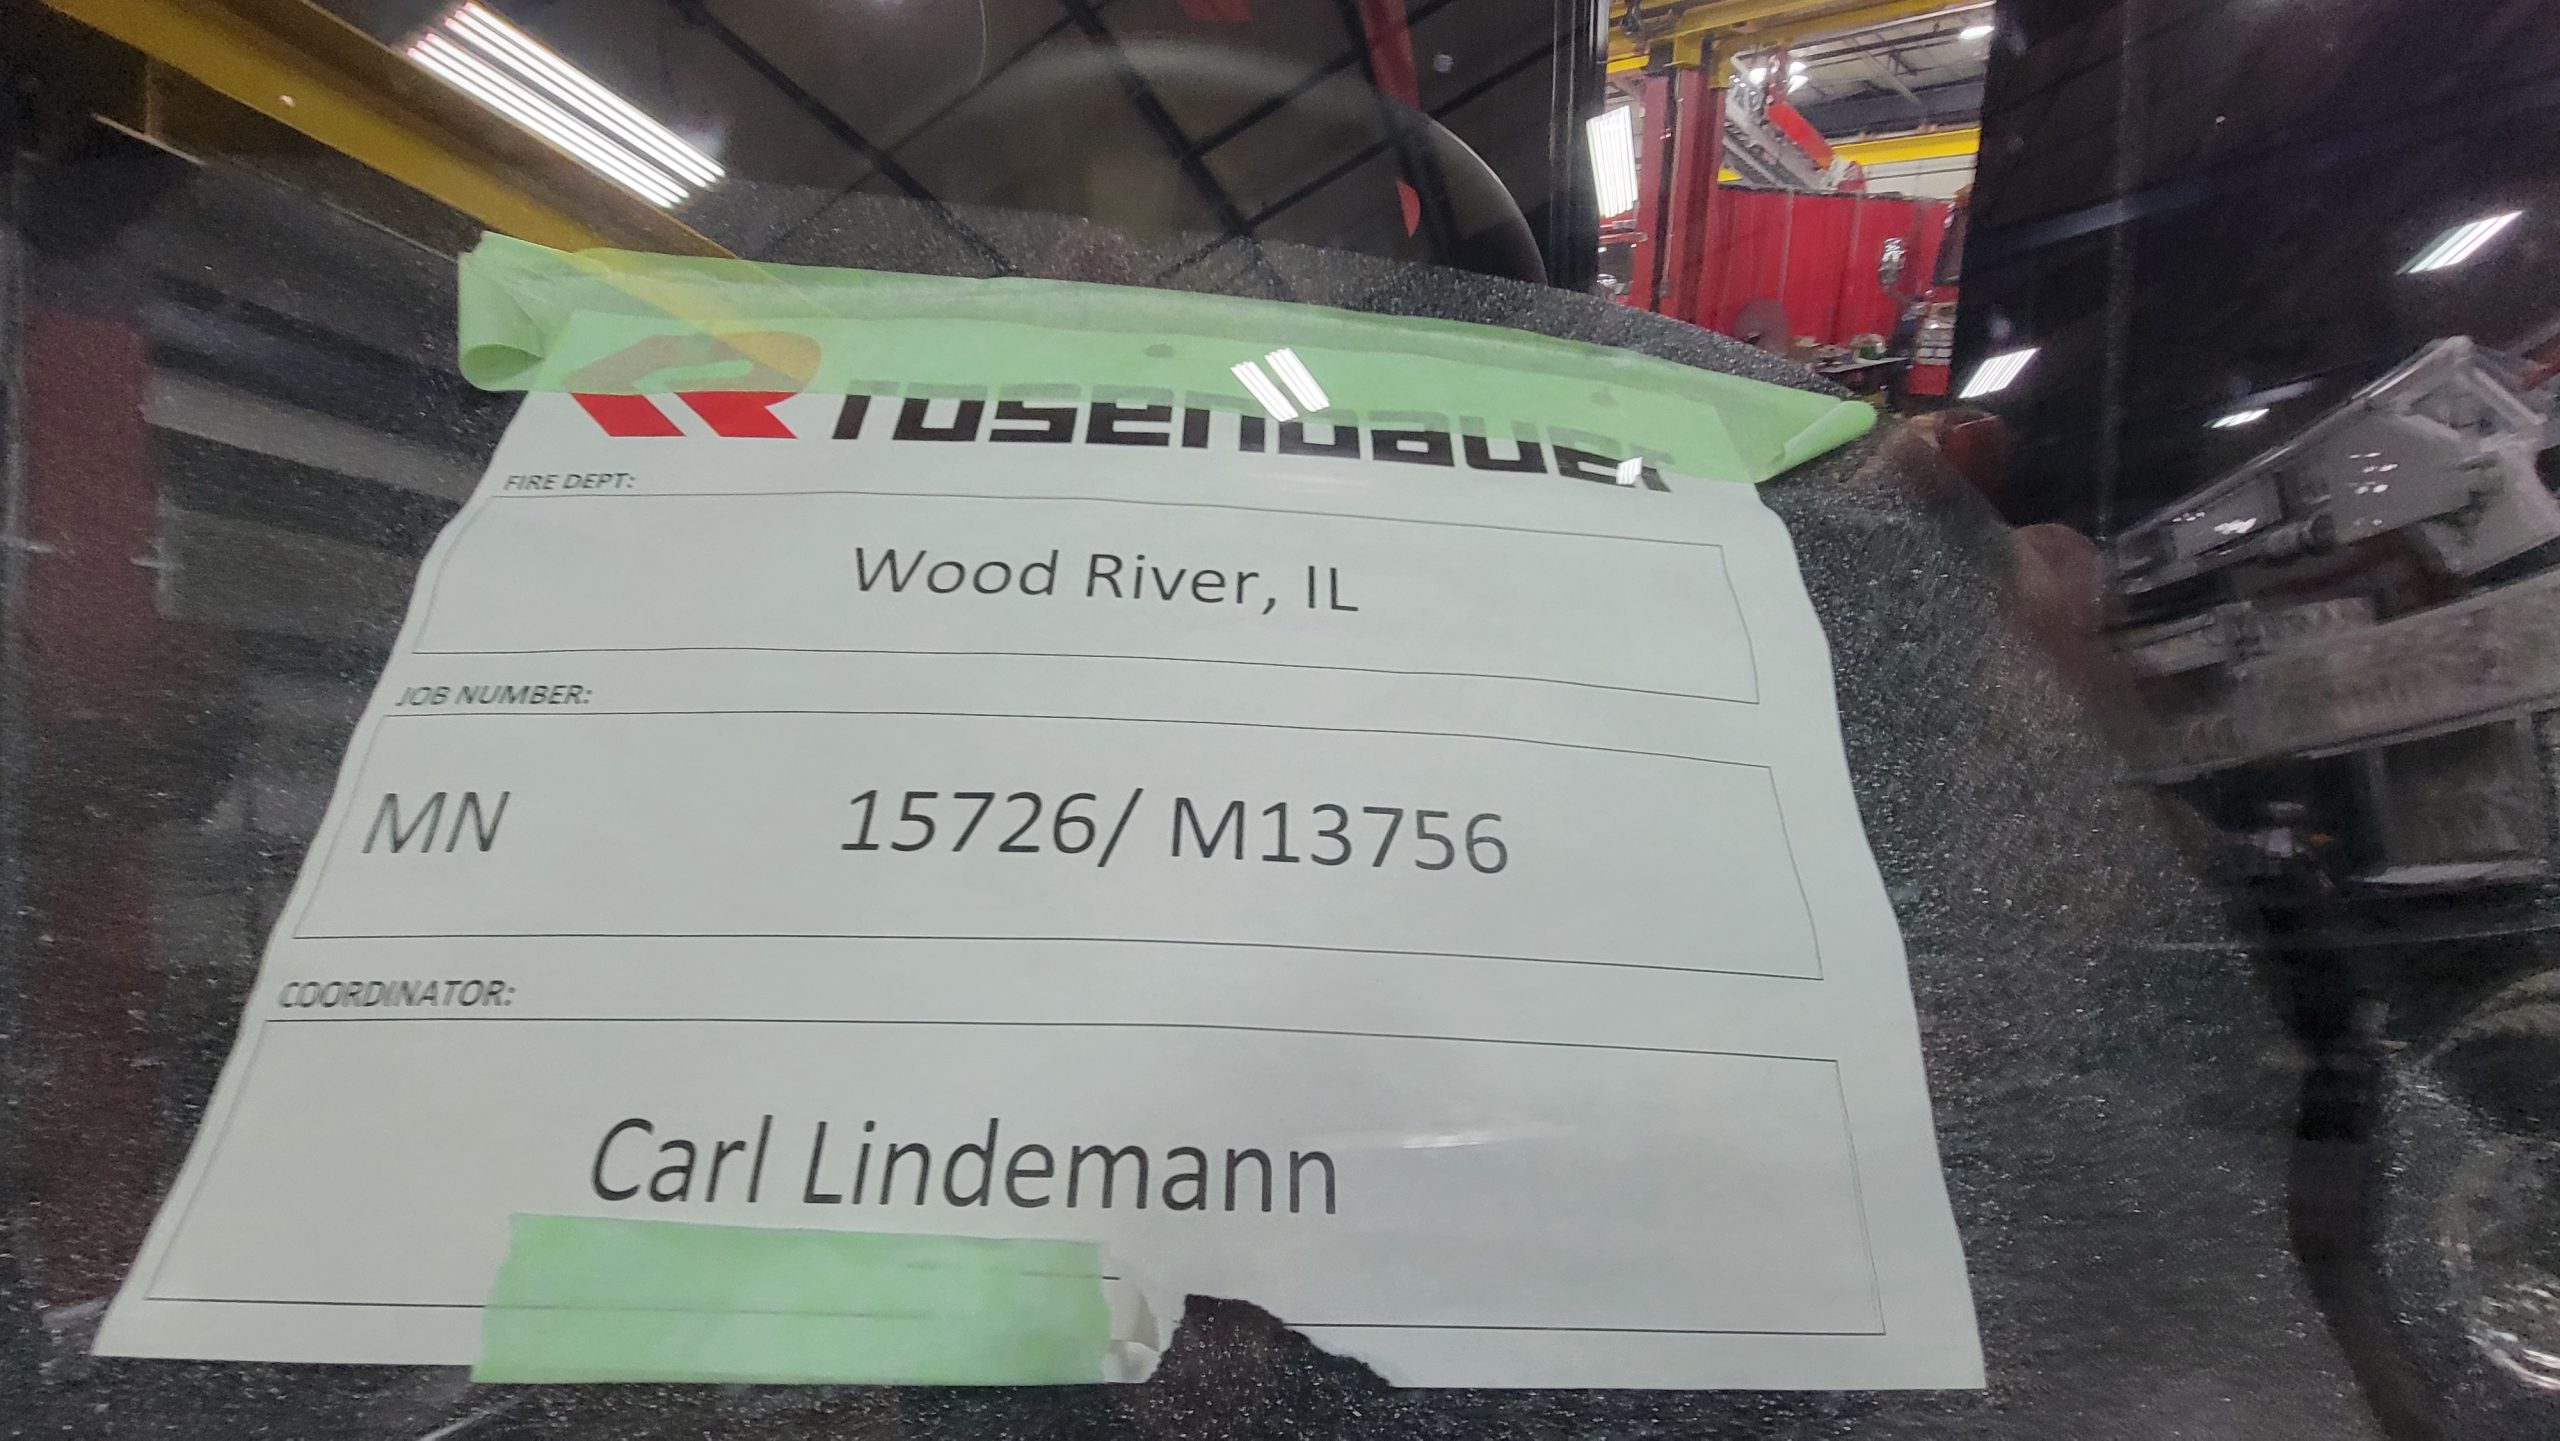 rosenbauer
FIRE DEPT:
Wood River, IL
JOB NUMBER:
MN 15726/ M13756
COORDINATOR:
Carl Lindemann